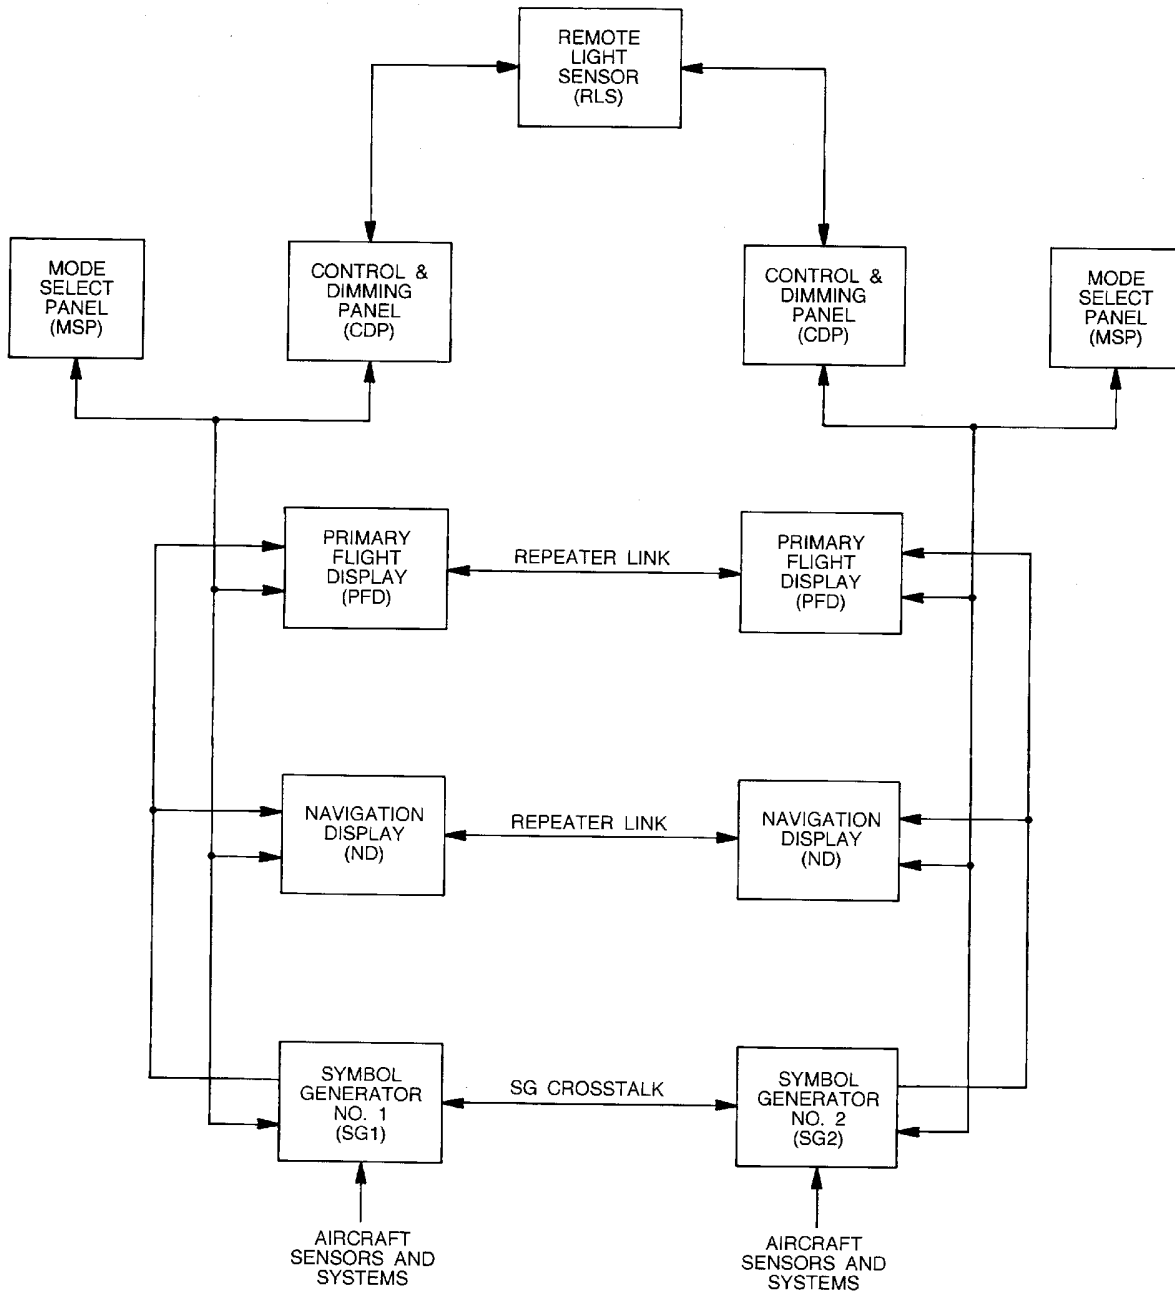 REMOTE
LIGHT
SENSOR
(RLS)
MODE
SELECT
PANEL
(MSP)
CONTROL &
DIMMING
PANEL
(CDP)
CONTROL &
DIMMING
PANEL
(CDP)
MODE
SELECT
PANEL
(MSP)
PRIMARY
FLIGHT
DISPLAY
(PFD)
REPEATER LINK
PRIMARY
FLIGHT
DISPLAY
(PFD)
NAVIGATION
DISPLAY
(ND)
REPEATER LINK
NAVIGATION
DISPLAY
(ND)
SYMBOL
GENERATOR
NO. 1
(SG1)
SG CROSSTALK
SYMBOL
GENERATOR
NO. 2
(SG2)
AIRCRAFT
SENSORS AND
SYSTEMS
AIRCRAFT
SENSORS AND
SYSTEMS